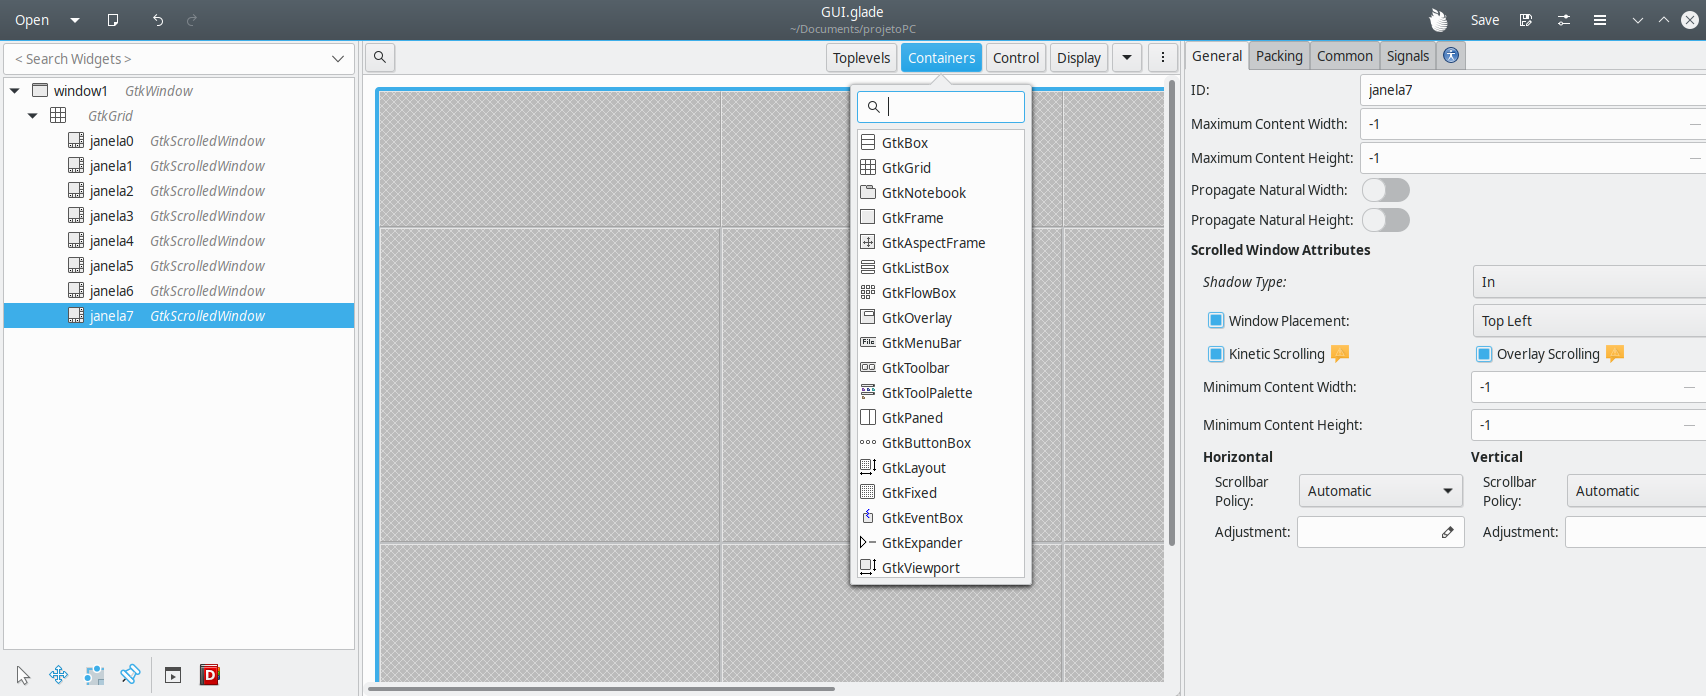 Open
GUI.glade
~/Documents/projetoPC
Save
< Search Widgets >
window1 GtkWindow
GtkGrid
janela0 GtkScrolledWindow
janela1 GtkScrolledWindow
janela2 GtkScrolledWindow
janela3 GtkScrolledWindow
janela4 GtkScrolledWindow
janela5 GtkScrolledWindow
janela6 GtkScrolledWindow
janela7 GtkScrolledWindow
D
Toplevels Containers Control Display
GtkBox
GtkGrid
GtkNotebook
GtkFrame
GtkAspectFrame
GtkListBox
GtkFlowBox
GtkOverlay
File GtkMenuBar
GtkToolbar
GtkToolPalette
GtkPaned
GtkButtonBox
GtkLayout
GtkFixed
GtkEventBox
GtkExpander
GtkViewport
General Packing Common Signals
ID: janela7
Maximum Content Width: -1
Maximum Content Height: -1
Propagate Natural Width:
Propagate Natural Height:
Scrolled Window Attributes
Shadow Type: In
Window Placement: Top Left
Kinetic Scrolling Overlay Scrolling
Minimum Content Width: -1
Minimum Content Height: -1
Horizontal Vertical
Scrollbar Policy: Automatic Scrollbar Policy: Automatic
Adjustment: Adjustment: